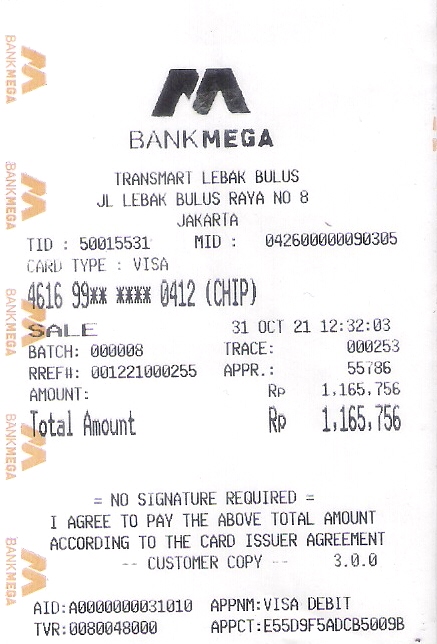 BANKMEGA
TRANSMART LEBAK BULUS
JL LEBAK BULUS RAYA NO 8
JAKARTA
TID : 50015531 MID : 042600000090305
CARD TYPE : VISA
4616 99** **** 0412 (CHIP)
SALE 31 OCT 21 12:32:03
BATCH: 000008 TRACE: 000253
RREF#: 001221000255 APPR.: 55786
AMOUNT: Rp 1,165,756
Total Amount Rp 1,165,756
= NO SIGNATURE REQUIRED =
I AGREE TO PAY THE ABOVE TOTAL AMOUNT
ACCORDING TO THE CARD ISSUER AGREEMENT
-- CUSTOMER COPY -- 3.0.0
AID:A0000000031010 APPNM:VISA DEBIT
TVR:0080048000 APPCT:E55D9F5ADCB5009B
BANKMEGA
BANKMEGA
BANKMEGA
BANKMEGA
BANKMEGA